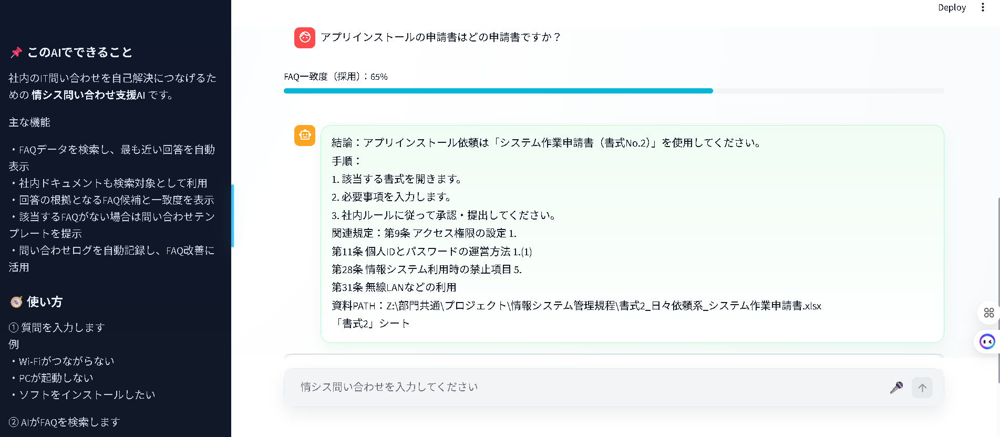 Deploy
📌 このAIでできること
社内のIT問い合わせを自己解決につなげるた
めの 情シス問い合わせ支援AI です。
主な機能
・FAQデータを検索し、最も近い回答を自動
表示
・社内ドキュメントも検索対象として利用
・回答の根拠となるFAQ候補と一致度を表示
・該当するFAQがない場合は問い合わせテン
プレートを提示
・問い合わせログを自動記録し、FAQ改善に
活用
🧭 使い方
① 質問を入力します
例
・Wi-Fiがつながらない
・PCが起動しない
・ソフトをインストールしたい
② AIがFAQを検索します
アプリインストールの申請書はどの申請書ですか？
FAQ一致度（採用）：65%
結論：アプリインストール依頼は「システム作業申請書（書式No.2）」を使用してください。
手順：
1. 該当する書式を開きます。
2. 必要事項を入力します。
3. 社内ルールに従って承認・提出してください。
関連規定：第9条 アクセス権限の設定 1.
第11条 個人IDとパスワードの運営方法 1.(1)
第28条 情報システム利用時の禁止項目 5.
第31条 無線LANなどの利用
資料PATH：Z:\部門共通\プロジェクト\情報システム管理規程\書式2_日々依頼系_システム作業申請書.xlsx
「書式2」シート
情シス問い合わせを入力してください